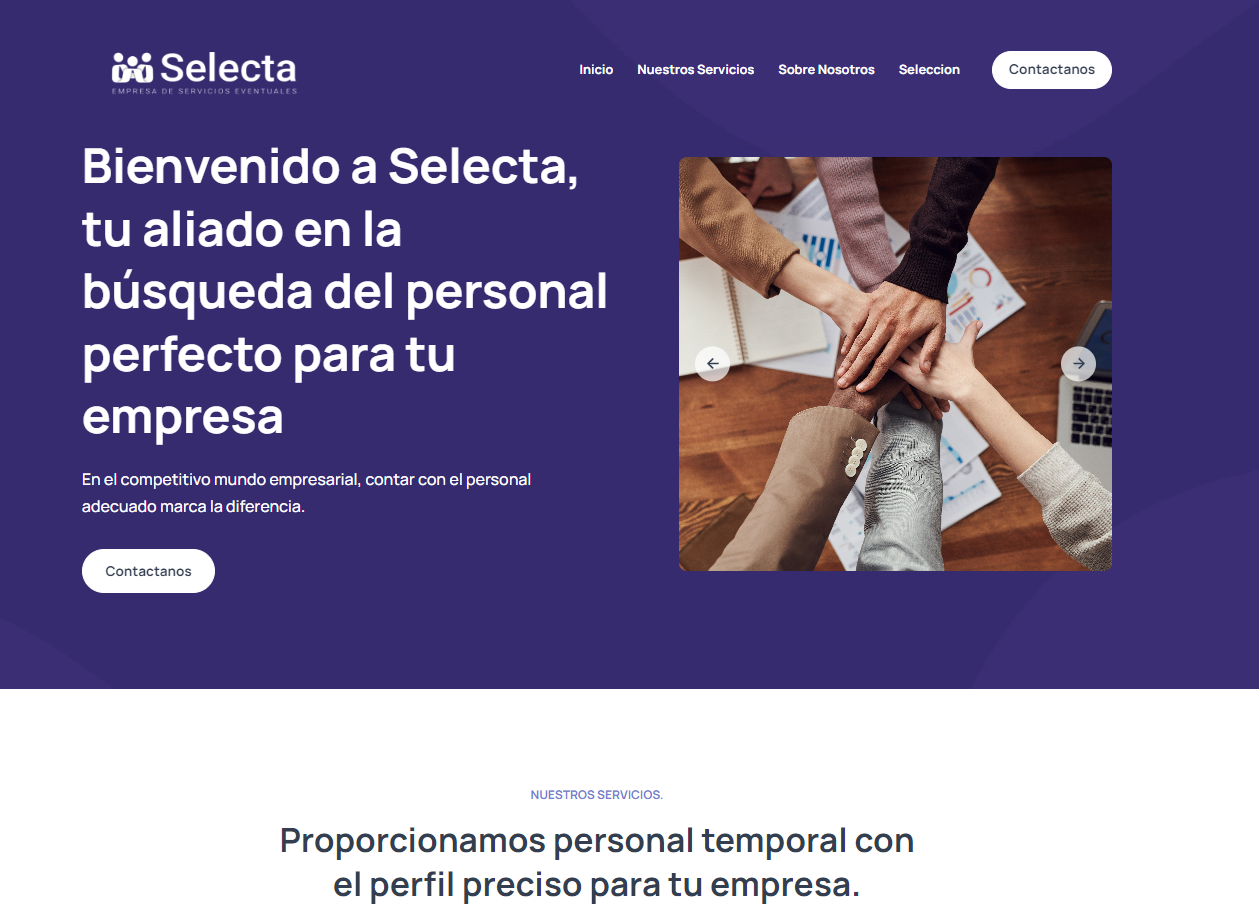 Selecta
EMPRESA DE SERVICIOS EVENTUALES
Inicio
Nuestros Servicios
Sobre Nosotros
Seleccion
Contactanos
Bienvenido a Selecta,
tu aliado en la
búsqueda del personal
perfecto para tu
empresa
En el competitivo mundo empresarial, contar con el personal
adecuado marca la diferencia.
Contactanos
NUESTROS SERVICIOS.
Proporcionamos personal temporal con
el perfil preciso para tu empresa.